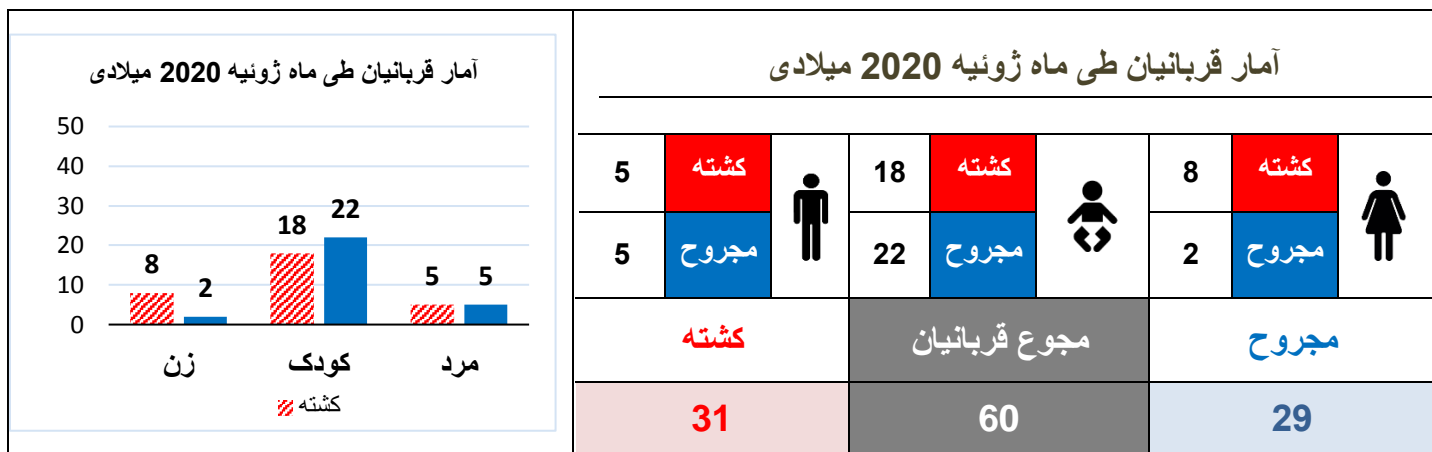 آمار قربانیان طی ماه ژوئیه 2020 میلادی
8 کشته 18 کشته 5 کشته
2 مجروح 22 مجروح 5 مجروح
مجروح مجوع قربانیان کشته
29 60 31
آمار قربانیان طی ماه ژوئیه 2020 میلادی
50
40
30
20
10
0
8 2 18 22 5 5
زن کودک مرد
کشته